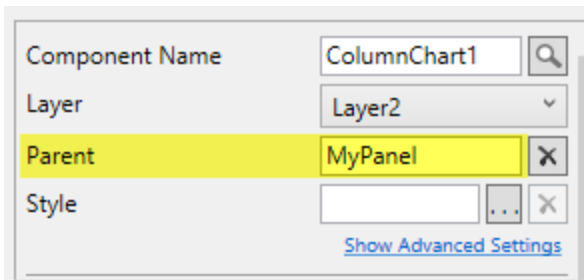 Component Name ColumnChart1
Layer Layer2
Parent MyPanel
Style ...
Show Advanced Settings